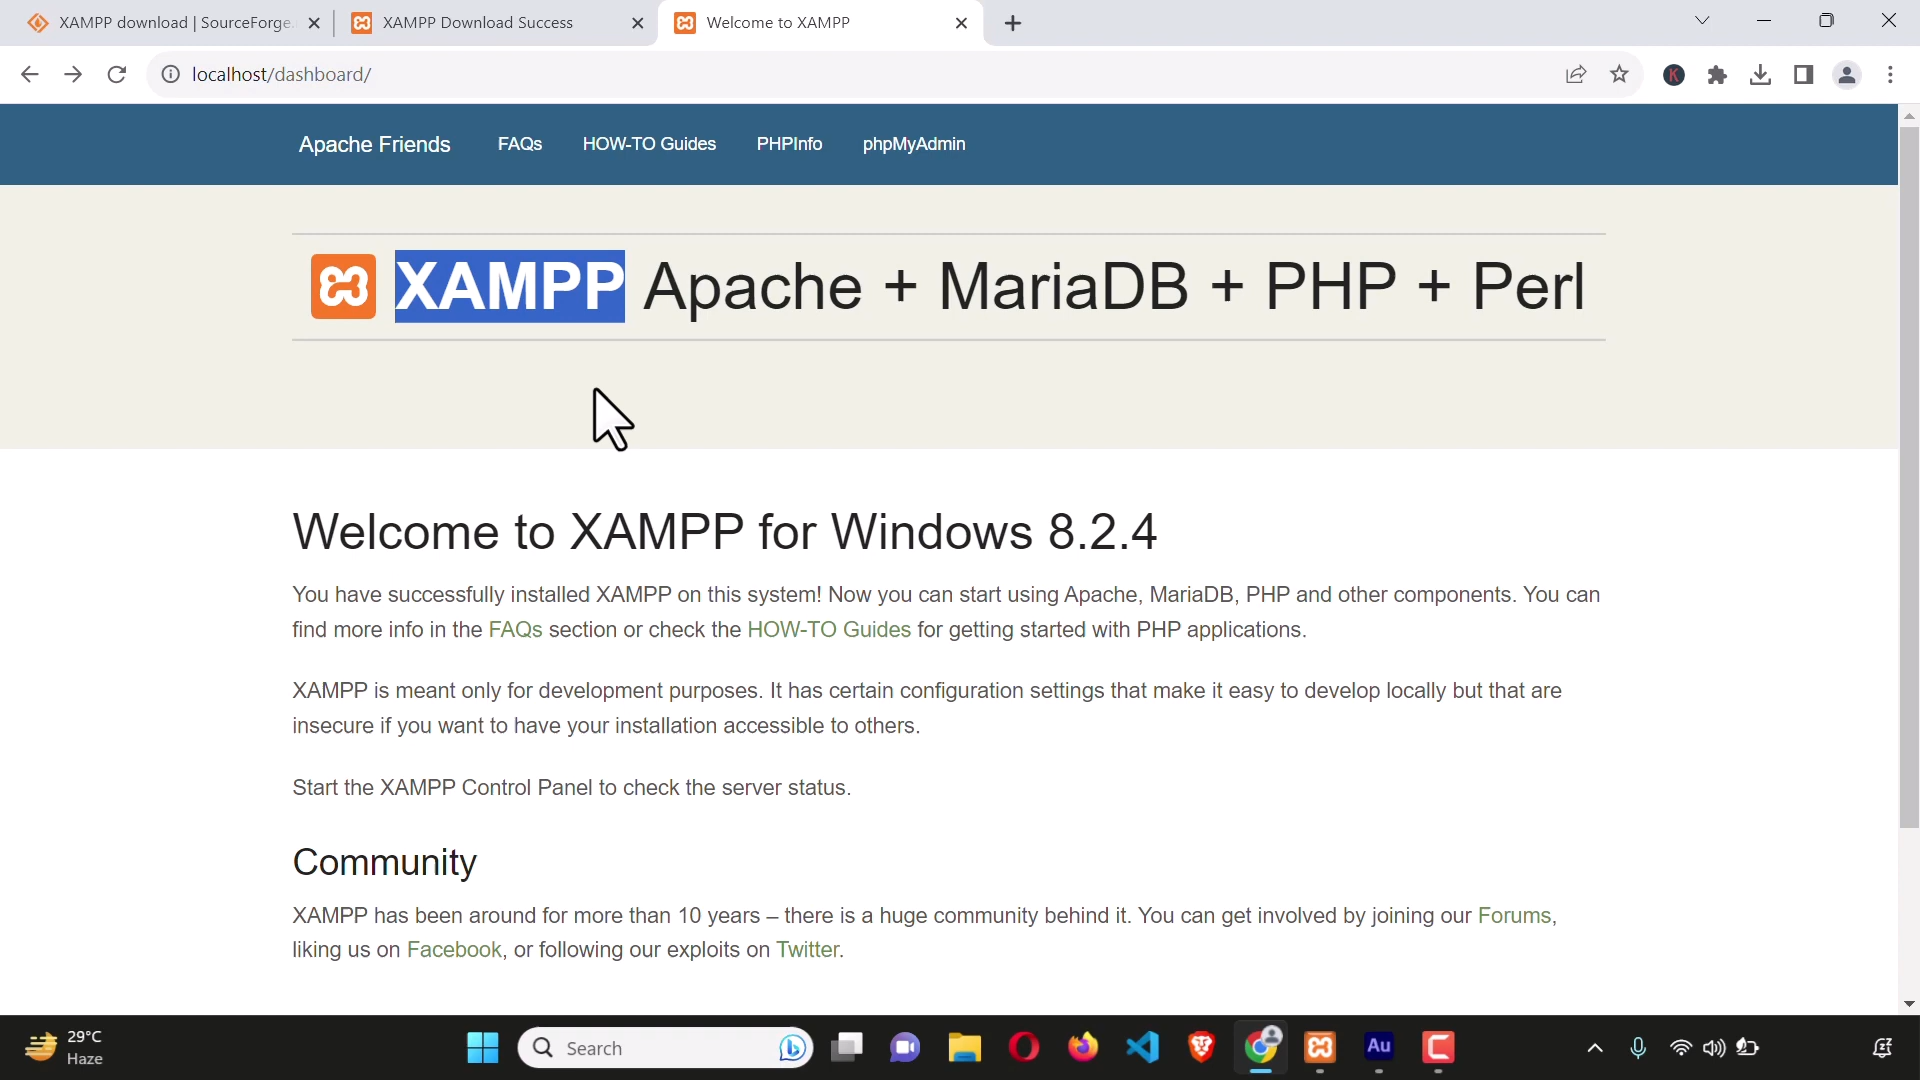 XAMPP download | SourceForge.
XAMPP Download Success
Welcome to XAMPP
localhost/dashboard/
K
Apache Friends
FAQs
HOW-TO Guides
PHPInfo
phpMyAdmin
XAMPP Apache + MariaDB + PHP + Perl
Welcome to XAMPP for Windows 8.2.4
You have successfully installed XAMPP on this system! Now you can start using Apache, MariaDB, PHP and other components. You can
find more info in the FAQs section or check the HOW-TO Guides for getting started with PHP applications.
XAMPP is meant only for development purposes. It has certain configuration settings that make it easy to develop locally but that are
insecure if you want to have your installation accessible to others.
Start the XAMPP Control Panel to check the server status.
Community
XAMPP has been around for more than 10 years – there is a huge community behind it. You can get involved by joining our Forums,
liking us on Facebook, or following our exploits on Twitter.
29°C
Haze
Search
Au